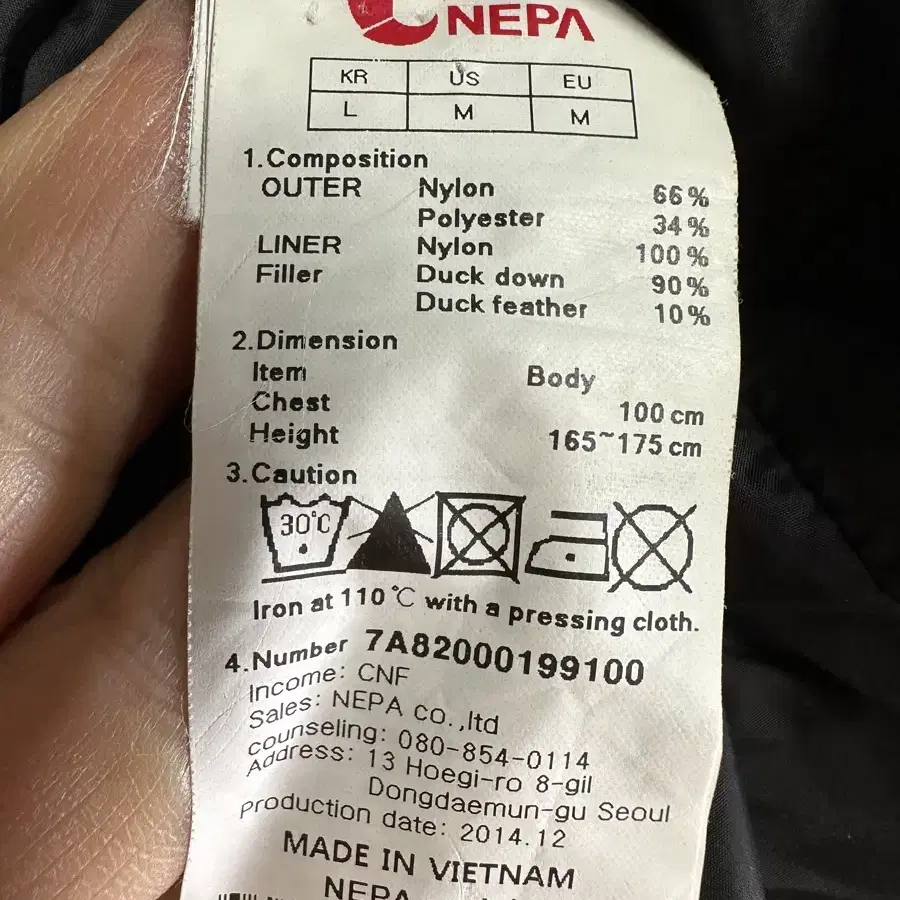 NEPA
KR US EU
L M M
1.Composition
OUTER Nylon 66%
Polyester 34%
LINER Nylon 100%
Filler Duck down 90%
Duck feather 10%
2.Dimension
Item Body
Chest 100 cm
Height 165~175 cm
3.Caution
30℃
Iron at 110℃ with a pressing cloth.
4.Number 7A82000199100
Income: CNF
Sales: NEPA co.,ltd
counseling: 080-854-0114
Address: 13 Hoegi-ro 8-gil
Dongdaemun-gu Seoul
production date: 2014.12
MADE IN VIETNAM
NEPA